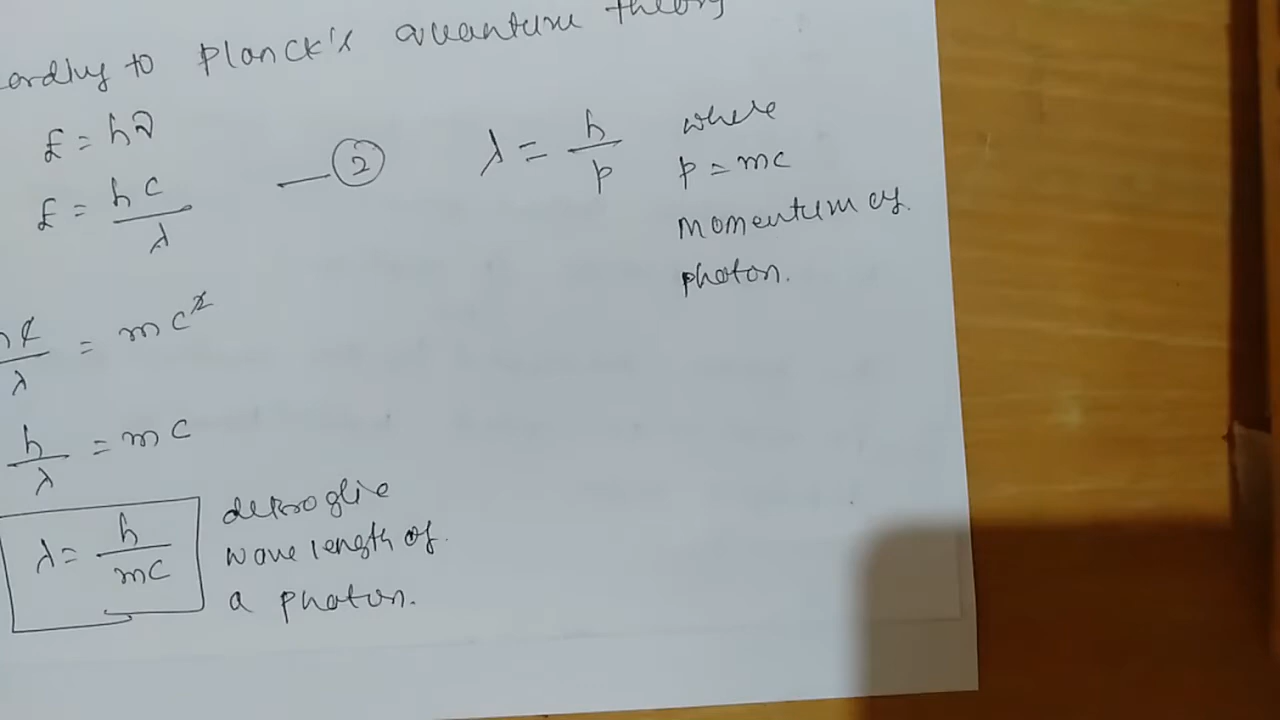 ordly to Planck's quantum theory
E = hν
E = hc/λ — ②
hc/λ = mc²
h/λ = mc
λ = h/mc
debroglie
wave length of
a photon.
λ = h/p where
p = mc
momentum of
photon.